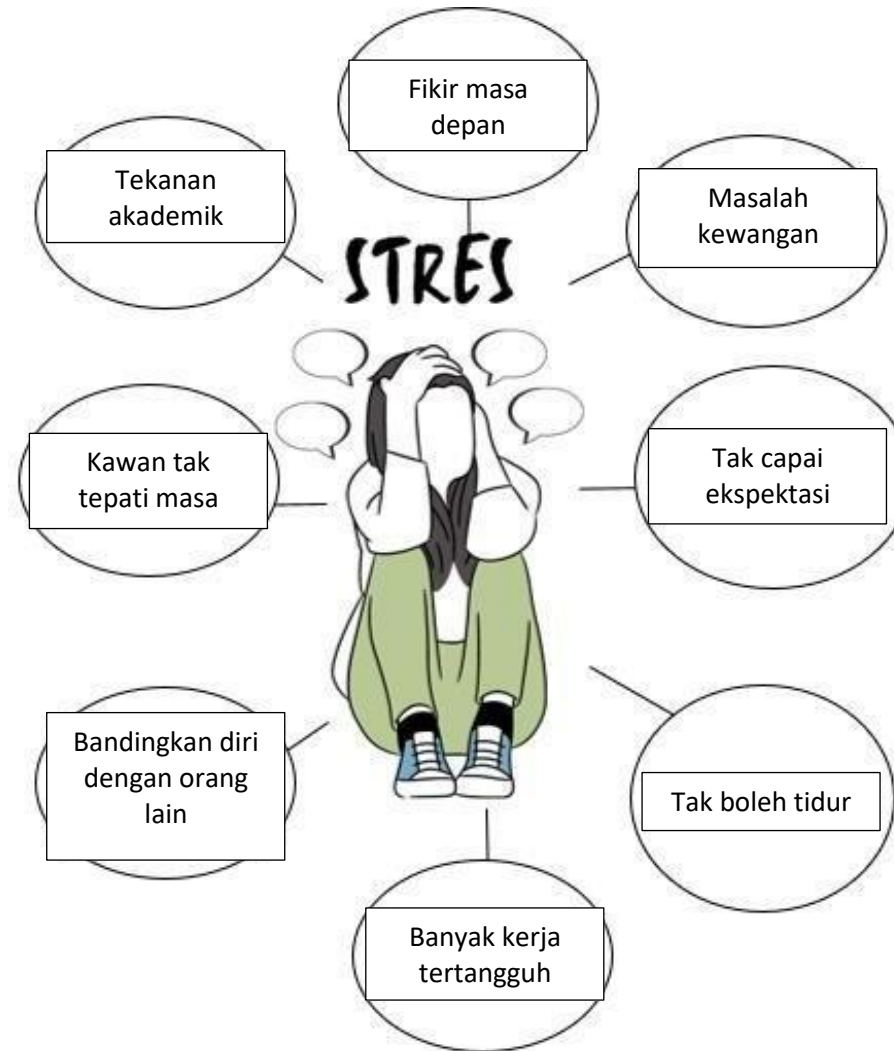 Fikir masa
depan
Tekanan
akademik
Masalah
kewangan
STRES
Kawan tak
tepati masa
Tak capai
ekspektasi
Bandingkan diri
dengan orang
lain
Tak boleh tidur
Banyak kerja
tertangguh